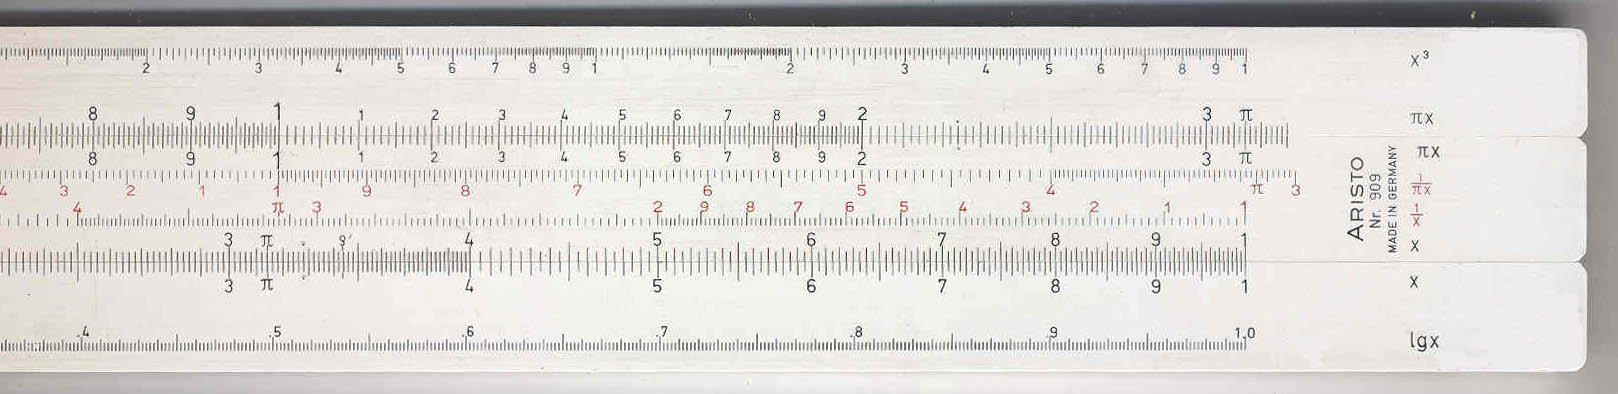 2 3 4 5 6 7 8 9 1 2 3 4 5 6 7 8 9 1 x³
8 9 1 1 2 3 4 5 6 7 8 9 2 3 π πx
8 9 1 1 2 3 4 5 6 7 8 9 2 3 π πx
4 3 2 1 1 9 8 7 6 5 4 π 3 1/πx
4 π 3 2 9 8 7 6 5 4 3 2 1 1 1/x
3 π ϱ′ 4 5 6 7 8 9 1 x
3 π 4 5 6 7 8 9 1 x
.4 .5 .6 .7 .8 .9 1,0 lgx
ARISTO
Nr. 909
MADE IN GERMANY